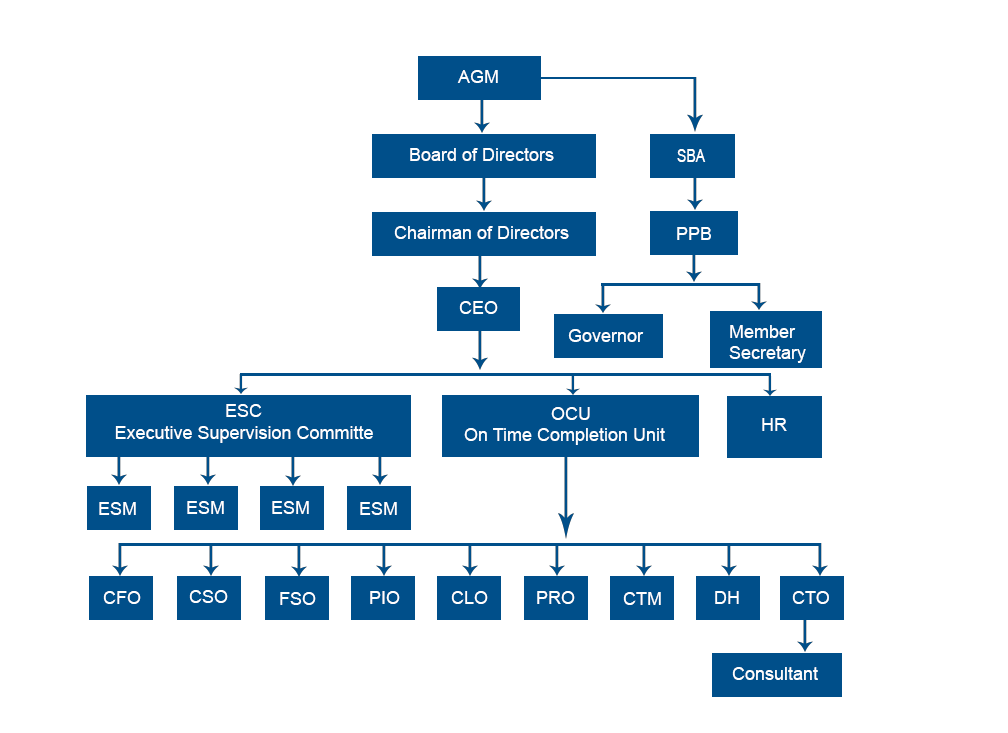 AGM
Board of Directors
SBA
Chairman of Directors
PPB
CEO
Governor
Member
Secretary
ESC
Executive Supervision Committe
OCU
On Time Completion Unit
HR
ESM
ESM
ESM
ESM
CFO
CSO
FSO
PIO
CLO
PRO
CTM
DH
CTO
Consultant